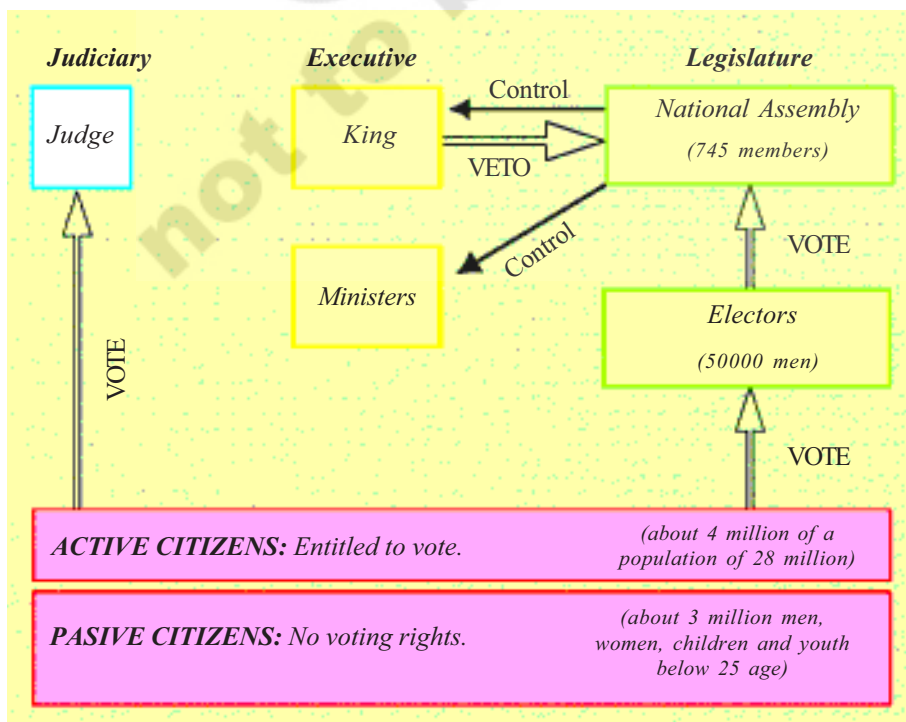 not to b
Judiciary
Executive
Legislature
Judge
King
Control
VETO
National Assembly
(745 members)
Control
VOTE
Ministers
Electors
(50000 men)
VOTE
VOTE
ACTIVE CITIZENS: Entitled to vote.
(about 4 million of a
population of 28 million)
PASIVE CITIZENS: No voting rights.
(about 3 million men,
women, children and youth
below 25 age)